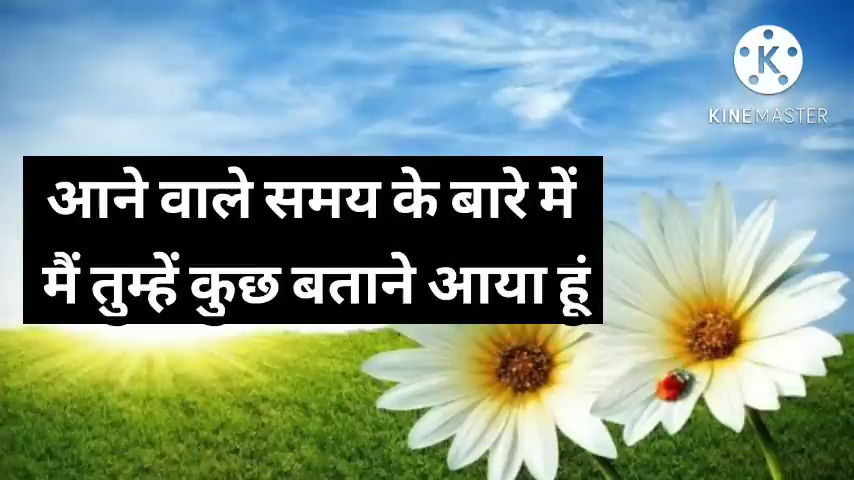 K
KINEMASTER
आने वाले समय के बारे में
मैं तुम्हें कुछ बताने आया हूं